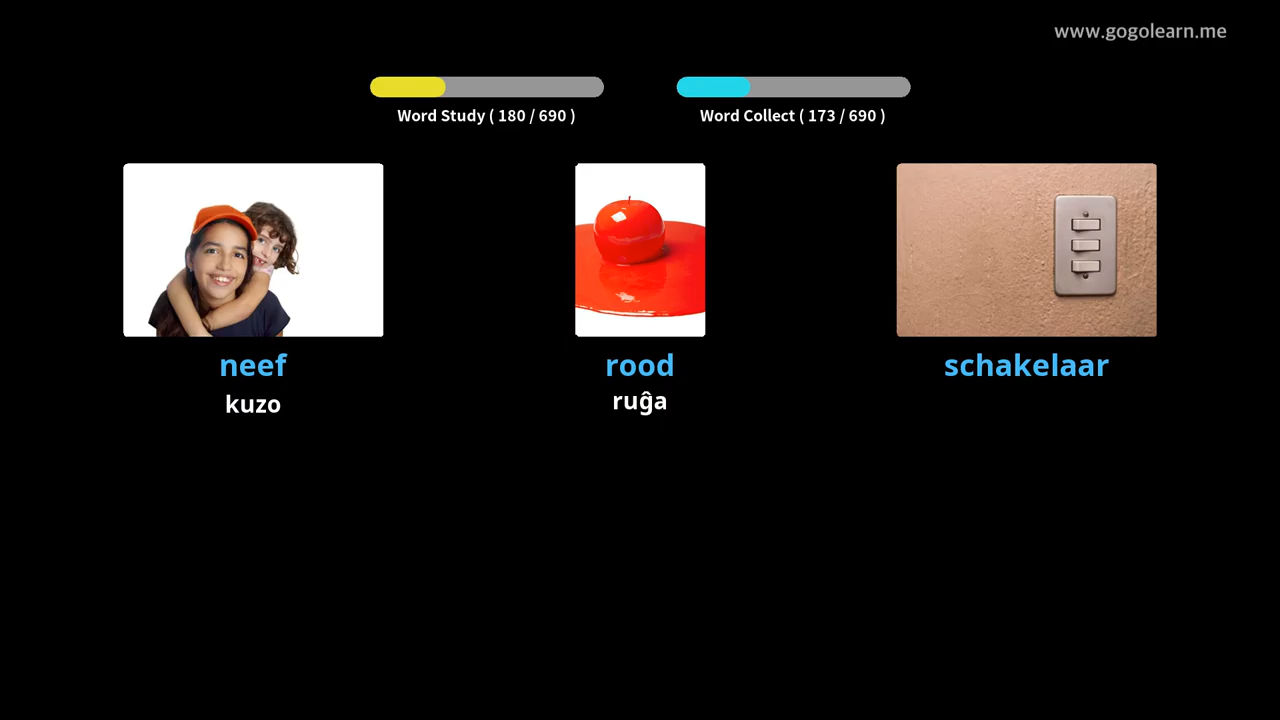 www.gogolearn.me
Word Study ( 180 / 690 )
Word Collect ( 173 / 690 )
neef
rood
schakelaar
kuzo
ruĝa